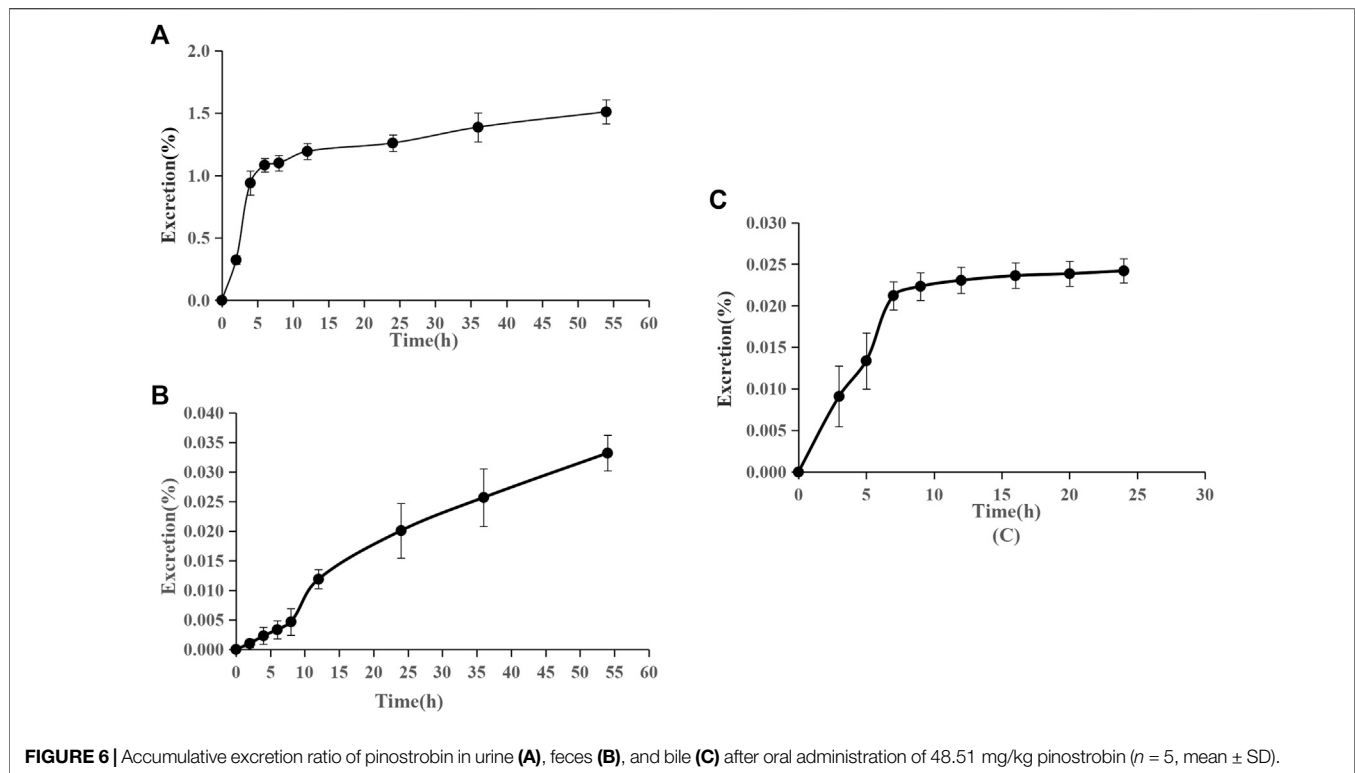 A
2.0
1.5
1.0
0.5
0.0
Excretion(%)
0 5 10 15 20 25 30 35 40 45 50 55 60
Time(h)
B
0.040
0.035
0.030
0.025
0.020
0.015
0.010
0.005
0.000
Excretion(%)
0 5 10 15 20 25 30 35 40 45 50 55 60
Time(h)
C
0.030
0.025
0.020
0.015
0.010
0.005
0.000
Excretion(%)
0 5 10 15 20 25 30
Time(h)
(C)
FIGURE 6 | Accumulative excretion ratio of pinostrobin in urine (A), feces (B), and bile (C) after oral administration of 48.51 mg/kg pinostrobin (n = 5, mean ± SD).